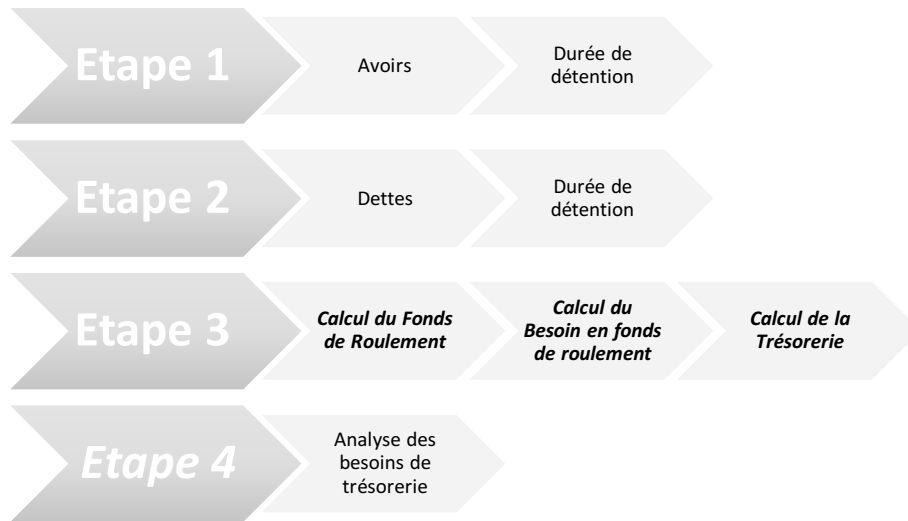 Etape 1
Avoirs
Durée de
détention
Etape 2
Dettes
Durée de
détention
Etape 3
Calcul du Fonds
de Roulement
Calcul du
Besoin en fonds
de roulement
Calcul de la
Trésorerie
Etape 4
Analyse des
besoins de
trésorerie